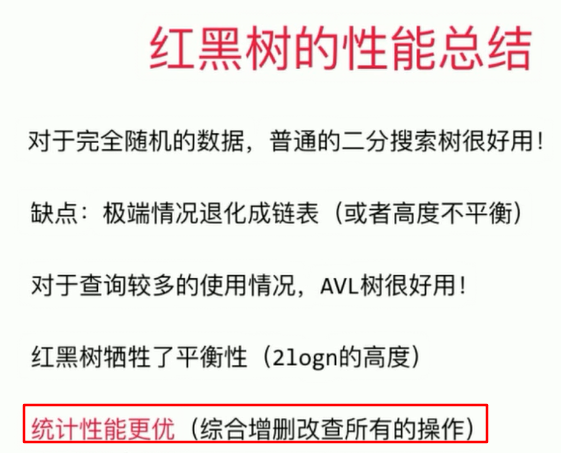 红黑树的性能总结
对于完全随机的数据，普通的二分搜索树很好用！
缺点：极端情况退化成链表（或者高度不平衡）
对于查询较多的使用情况，AVL树很好用！
红黑树牺牲了平衡性（2logn的高度）
统计性能更优（综合增删改查所有的操作）